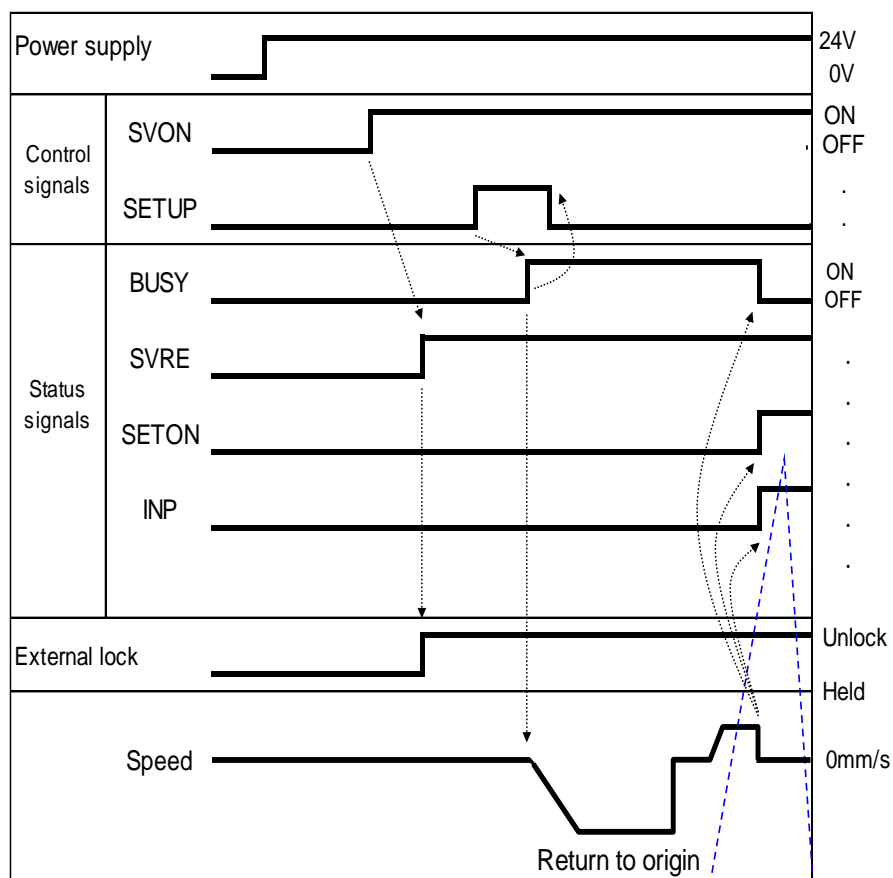 Power supply
24V
0V
Control
signals
SVON
ON
OFF
SETUP
Status
signals
BUSY
ON
OFF
SVRE
SETON
INP
External lock
Unlock
Held
Speed
0mm/s
Return to origin